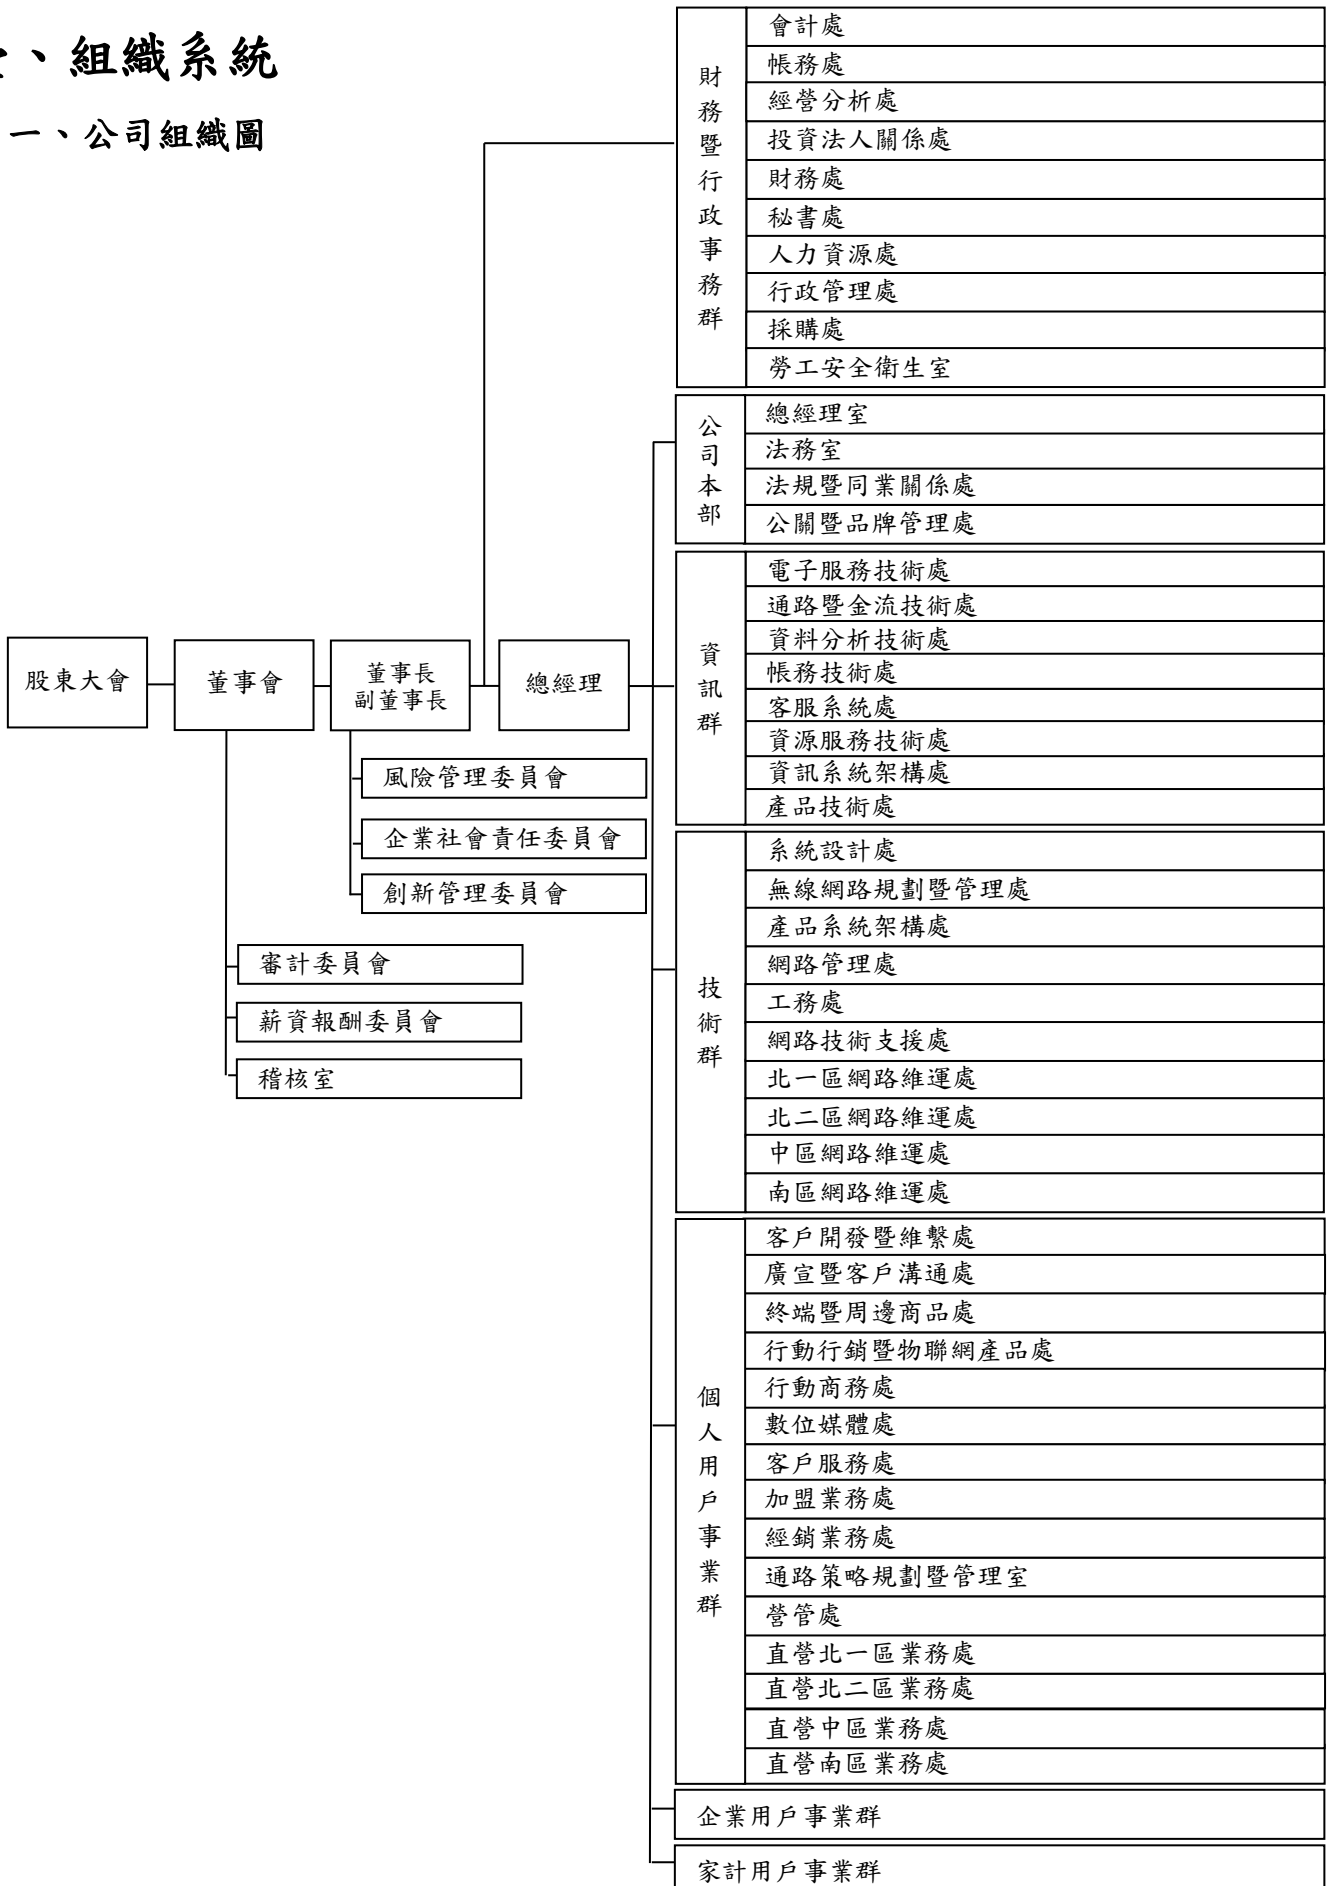 、組織系統
一、公司組織圖
財務暨行政事務群
會計處
帳務處
經營分析處
投資法人關係處
財務處
秘書處
人力資源處
行政管理處
採購處
勞工安全衛生室
公司本部
總經理室
法務室
法規暨同業關係處
公關暨品牌管理處
資訊群
電子服務技術處
通路暨金流技術處
資料分析技術處
帳務技術處
客服系統處
資源服務技術處
資訊系統架構處
產品技術處
股東大會
董事會
董事長
副董事長
總經理
風險管理委員會
企業社會責任委員會
創新管理委員會
審計委員會
薪資報酬委員會
稽核室
技術群
系統設計處
無線網路規劃暨管理處
產品系統架構處
網路管理處
工務處
網路技術支援處
北一區網路維運處
北二區網路維運處
中區網路維運處
南區網路維運處
個人用戶事業群
客戶開發暨維繫處
廣宣暨客戶溝通處
終端暨周邊商品處
行動行銷暨物聯網產品處
行動商務處
數位媒體處
客戶服務處
加盟業務處
經銷業務處
通路策略規劃暨管理室
營管處
直營北一區業務處
直營北二區業務處
直營中區業務處
直營南區業務處
企業用戶事業群
家計用戶事業群